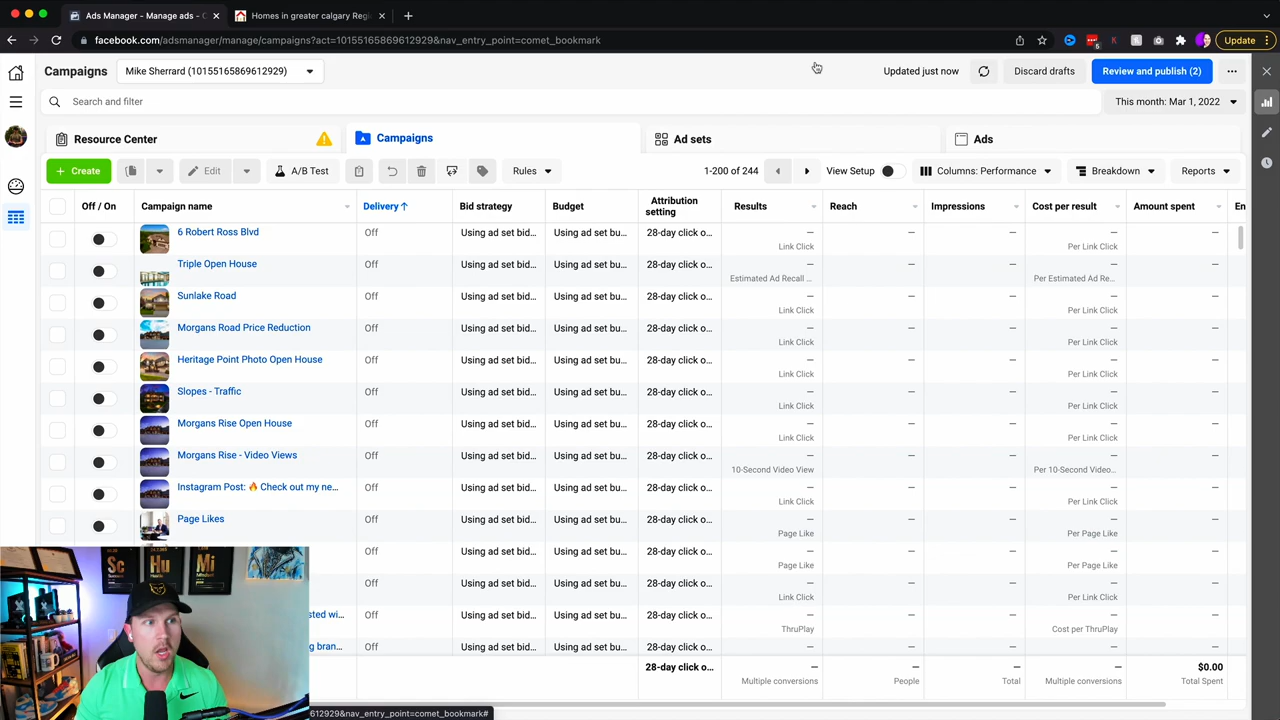 Ads Manager - Manage ads - C
Homes in greater calgary Regi
facebook.com/adsmanager/manage/campaigns?act=10155165869612929&nav_entry_point=comet_bookmark
Update
Campaigns
Mike Sherrard (10155165869612929)
Updated just now
Discard drafts
Review and publish (2)
Search and filter
This month: Mar 1, 2022
Resource Center
Campaigns
Ad sets
Ads
+ Create
Edit
A/B Test
Rules
1-200 of 244
View Setup
Columns: Performance
Breakdown
Reports
Off / On
Campaign name
Delivery ↑
Bid strategy
Budget
Attribution setting
Results
Reach
Impressions
Cost per result
Amount spent
En
6 Robert Ross Blvd Off Using ad set bid... Using ad set bu... 28-day click o... — — — — —
Link Click Per Link Click
Triple Open House Off Using ad set bid... Using ad set bu... 28-day click o... — — — — —
Estimated Ad Recall ... Per Estimated Ad Re...
Sunlake Road Off Using ad set bid... Using ad set bu... 28-day click o... — — — — —
Link Click Per Link Click
Morgans Road Price Reduction Off Using ad set bid... Using ad set bu... 28-day click o... — — — — —
Link Click Per Link Click
Heritage Point Photo Open House Off Using ad set bid... Using ad set bu... 28-day click o... — — — — —
Link Click Per Link Click
Slopes - Traffic Off Using ad set bid... Using ad set bu... 28-day click o... — — — — —
Link Click Per Link Click
Morgans Rise Open House Off Using ad set bid... Using ad set bu... 28-day click o... — — — — —
Link Click Per Link Click
Morgans Rise - Video Views Off Using ad set bid... Using ad set bu... 28-day click o... — — — — —
10-Second Video View Per 10-Second Video...
Instagram Post: 🔥 Check out my ne... Off Using ad set bid... Using ad set bu... 28-day click o... — — — — —
Link Click Per Link Click
Page Likes Off Using ad set bid... Using ad set bu... 28-day click o... — — — — —
Page Like Per Page Like
Off Using ad set bid... Using ad set bu... 28-day click o... — — — — —
Page Like Per Page Like
Off Using ad set bid... Using ad set bu... 28-day click o... — — — — —
Link Click Per Link Click
sted wi... Off Using ad set bid... Using ad set bu... 28-day click o... — — — — —
ThruPlay Cost per ThruPlay
g bran... Off Using ad set bid... Using ad set bu... 28-day click o... — — — — —
28-day click o... — — — — $0.00
Multiple conversions People Total Multiple conversions Total Spent
Sc
Hu
Ni
612929&nav_entry_point=comet_bookmark#